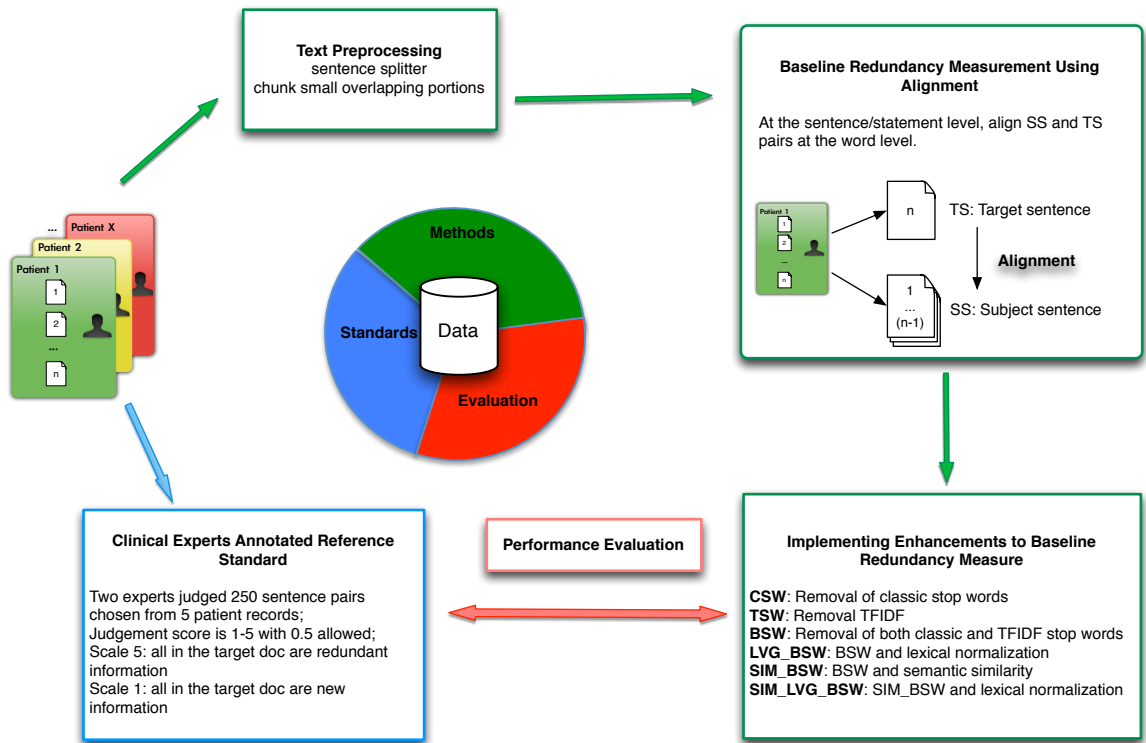 Text Preprocessing
sentence splitter
chunk small overlapping portions
Baseline Redundancy Measurement Using
Alignment
At the sentence/statement level, align SS and TS
pairs at the word level.
Patient 1
1
2
...
n
n
TS: Target sentence
Alignment
1
...
(n-1)
SS: Subject sentence
...
Patient X
Patient 2
Patient 1
1
2
...
n
Methods
Standards
Data
Evaluation
Clinical Experts Annotated Reference
Standard
Two experts judged 250 sentence pairs
chosen from 5 patient records;
Judgement score is 1-5 with 0.5 allowed;
Scale 5: all in the target doc are redundant
information
Scale 1: all in the target doc are new
information
Performance Evaluation
Implementing Enhancements to Baseline
Redundancy Measure
CSW: Removal of classic stop words
TSW: Removal TFIDF
BSW: Removal of both classic and TFIDF stop words
LVG_BSW: BSW and lexical normalization
SIM_BSW: BSW and semantic similarity
SIM_LVG_BSW: SIM_BSW and lexical normalization